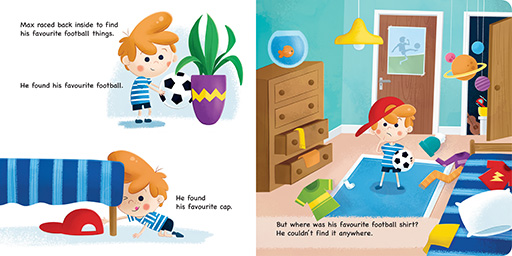 Max raced back inside to find
his favourite football things.
He found his favourite football.
He found
his favourite cap.
But where was his favourite football shirt?
He couldn't find it anywhere.